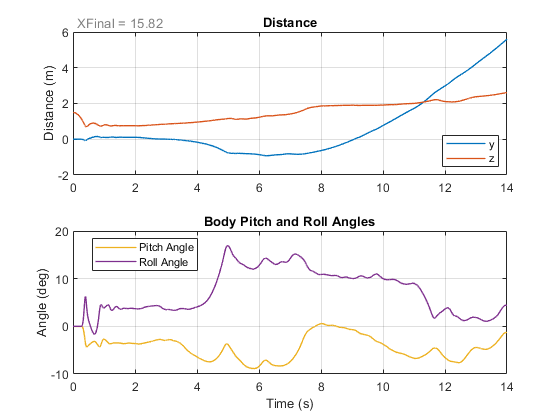 XFinal = 15.82
Distance
6
4
2
0
-2
Distance (m)
y
z
0 2 4 6 8 10 12 14
Body Pitch and Roll Angles
20
10
0
-10
Angle (deg)
Pitch Angle
Roll Angle
0 2 4 6 8 10 12 14
Time (s)